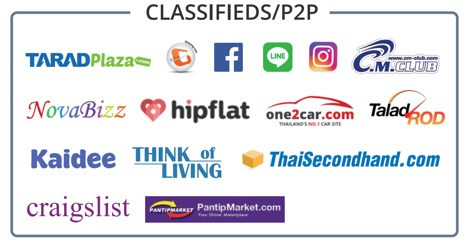 CLASSIFIEDS/P2P
TARADPlaza
LINE
www.cm-club.com
C.M.CLUB
NovaBizz
hipflat
one2car.com
THAILAND'S NO.1 CAR SITE
Talad
ROD
Kaidee
THINK of
LIVING
ThaiSecondhand.com
craigslist
PANTIPMARKET
PantipMarket.com
Your Online Marketplace